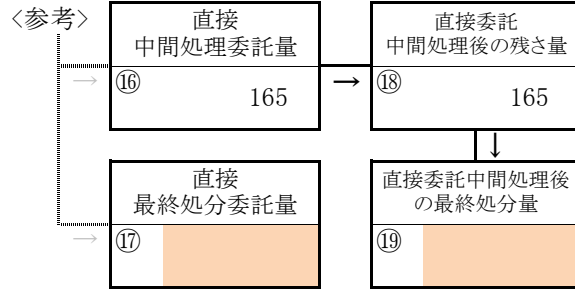 〈参考〉
直接
中間処理委託量
⑯
165
→
→
直接委託
中間処理後の残さ量
⑱
165
↓
直接
最終処分委託量
⑰
→
直接委託中間処理後
の最終処分量
⑲